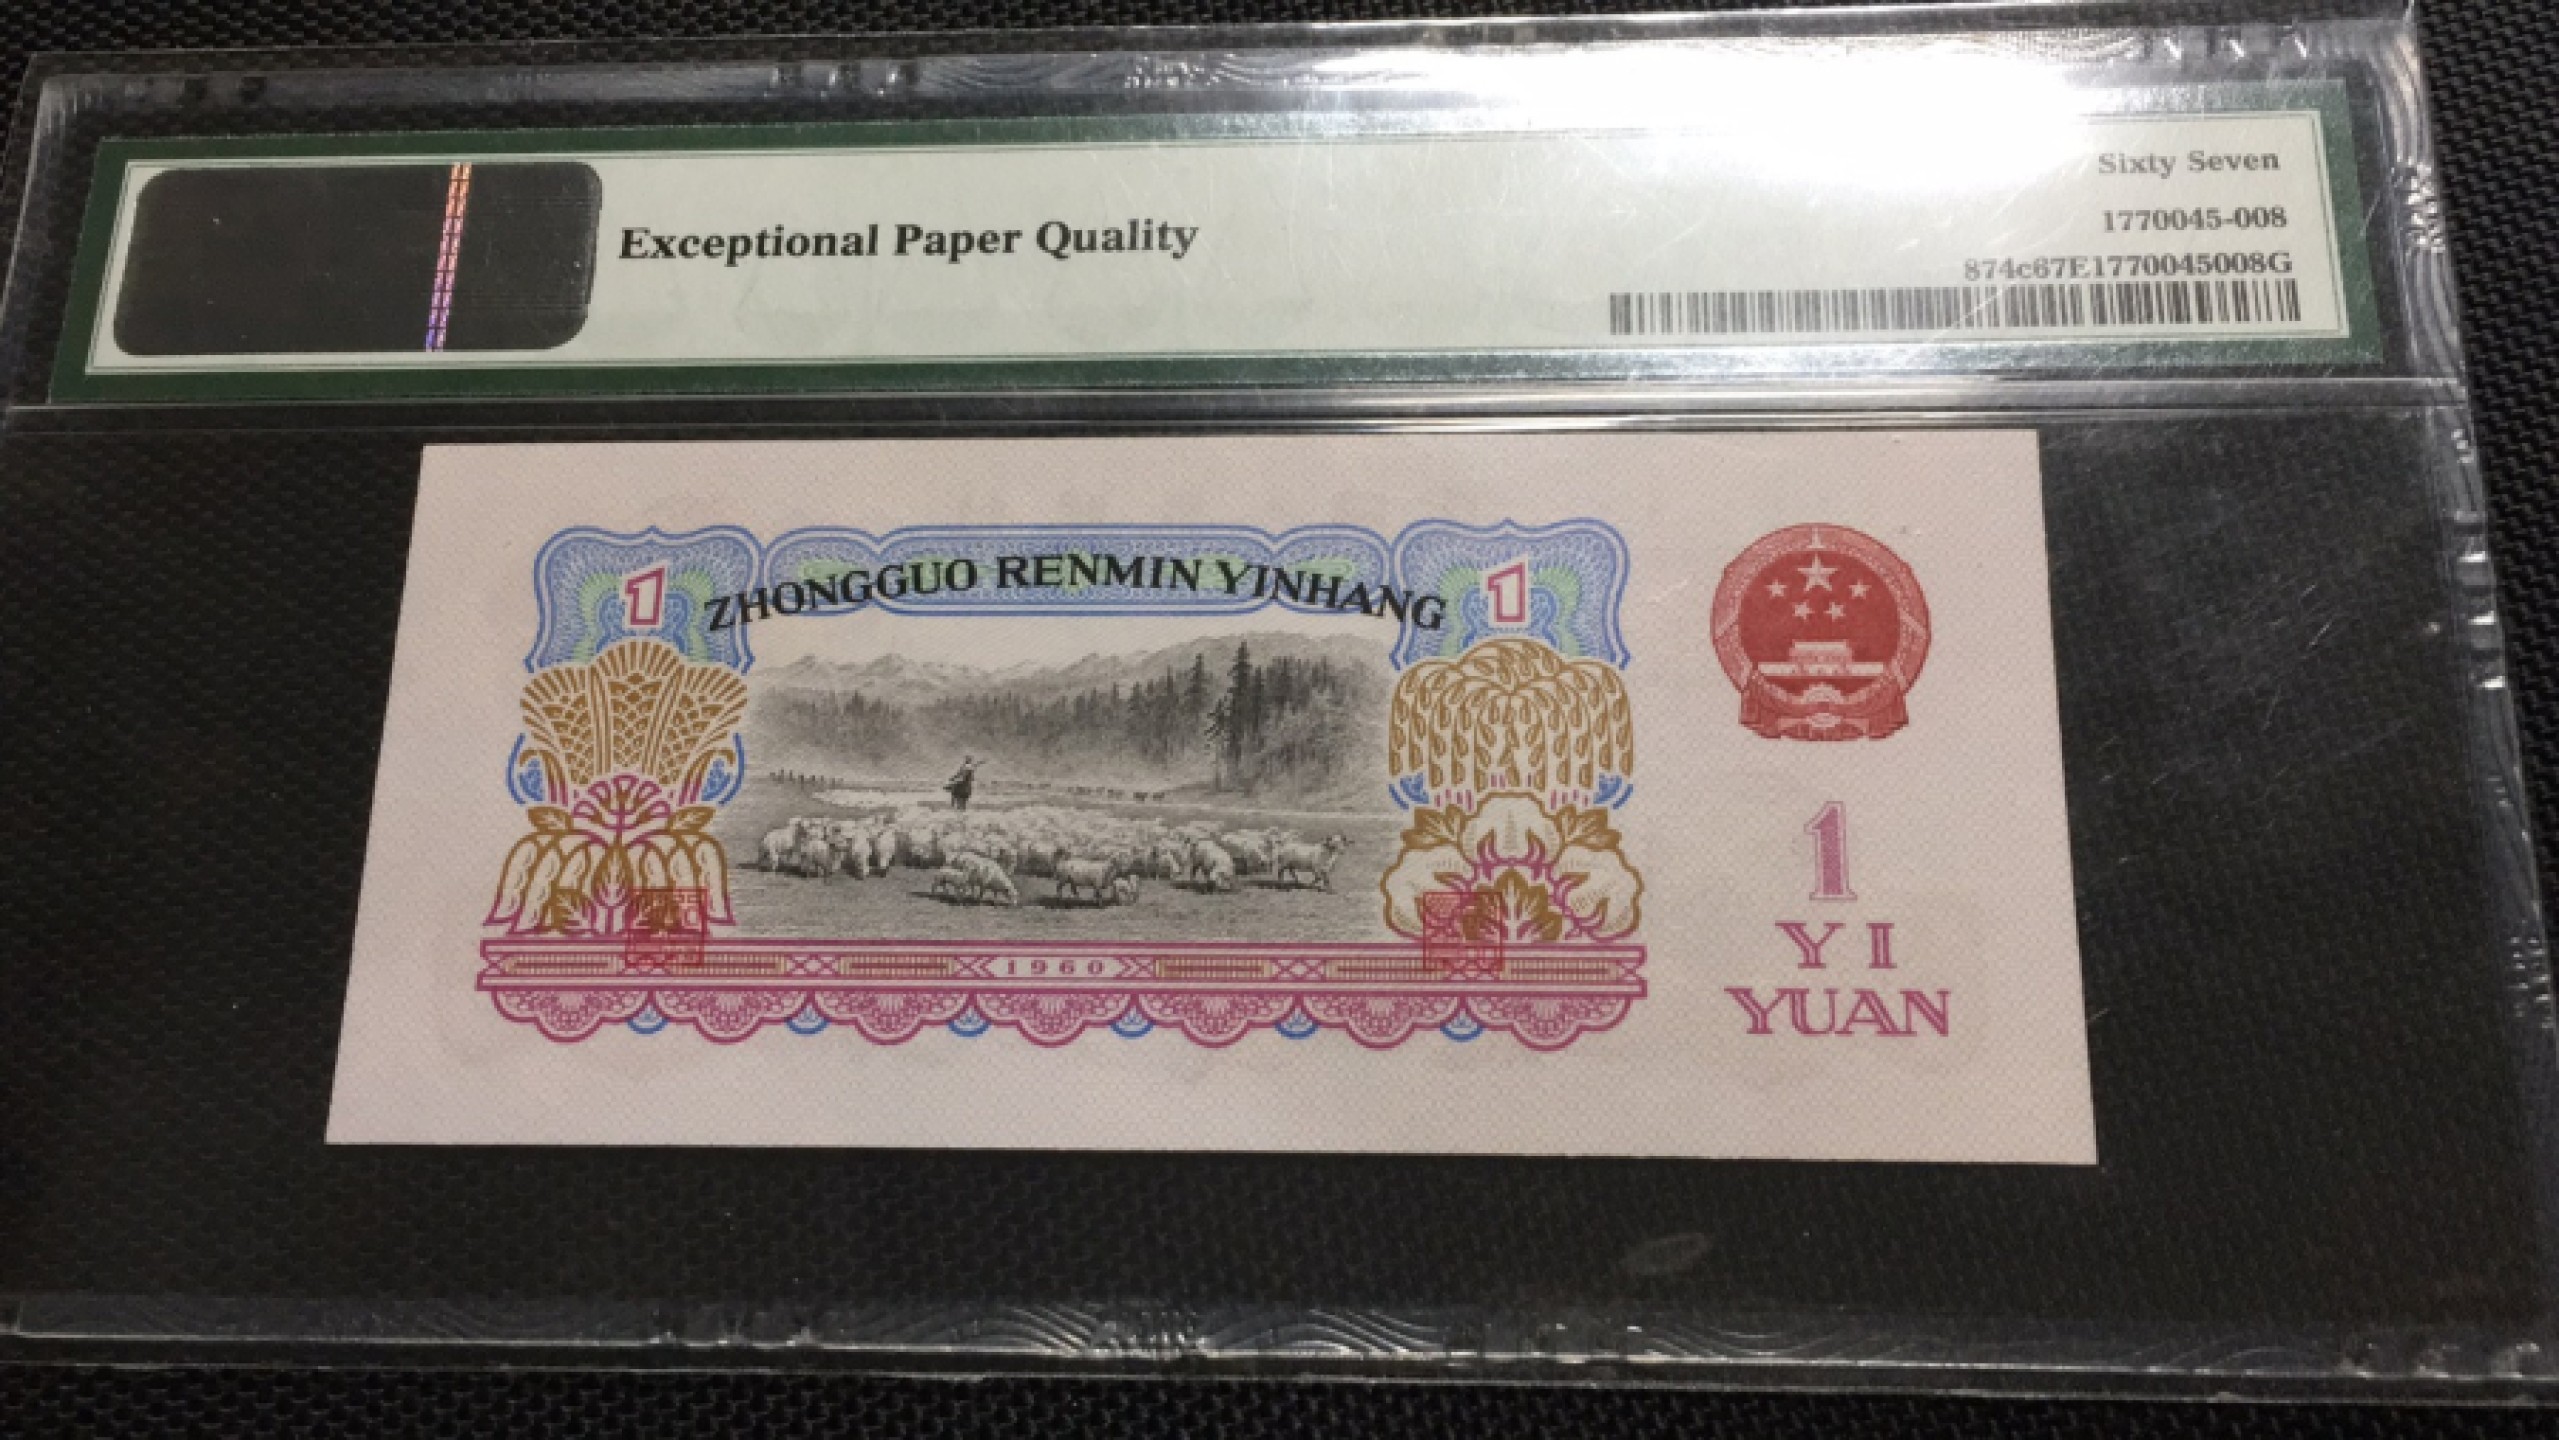 Sixty Seven
Exceptional Paper Quality
1770045-008
874c67E1770045008G
1
ZHONGGUO RENMIN YINHANG
1
1
YI
YUAN
1960